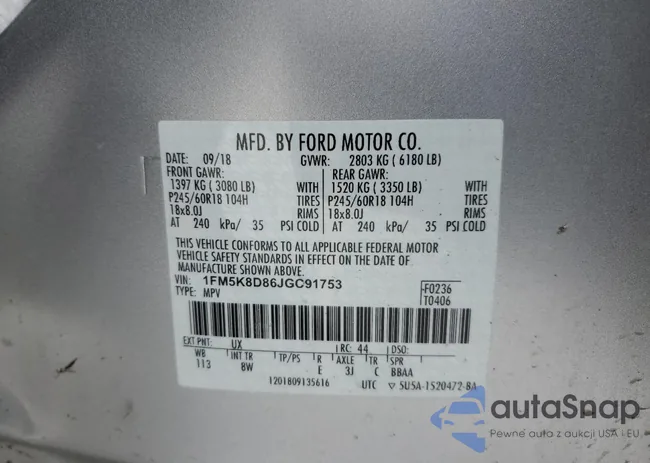 MFD. BY FORD MOTOR CO.
DATE: 09/18 GVWR: 2803 KG ( 6180 LB)
FRONT GAWR: REAR GAWR:
1397 KG ( 3080 LB) WITH 1520 KG ( 3350 LB) WITH
P245/60R18 104H TIRES P245/60R18 104H TIRES
18x8.0J RIMS 18x8.0J RIMS
AT 240 kPa/ 35 PSI COLD AT 240 kPa/ 35 PSI COLD
THIS VEHICLE CONFORMS TO ALL APPLICABLE FEDERAL MOTOR
VEHICLE SAFETY STANDARDS IN EFFECT ON THE DATE OF
MANUFACTURE SHOWN ABOVE.
VIN: 1FM5K8D86JGC91753 F0236
TYPE: MPV T0406
EXT PNT: UX RC: 44 DSO:
WB INT TR TP/PS R AXLE TR SPR
113 8W E 3J C BBAA
1201809135616 UTC 5U5A-1520472-BA
autaSnap
Pewne auta z aukcji USA i EU